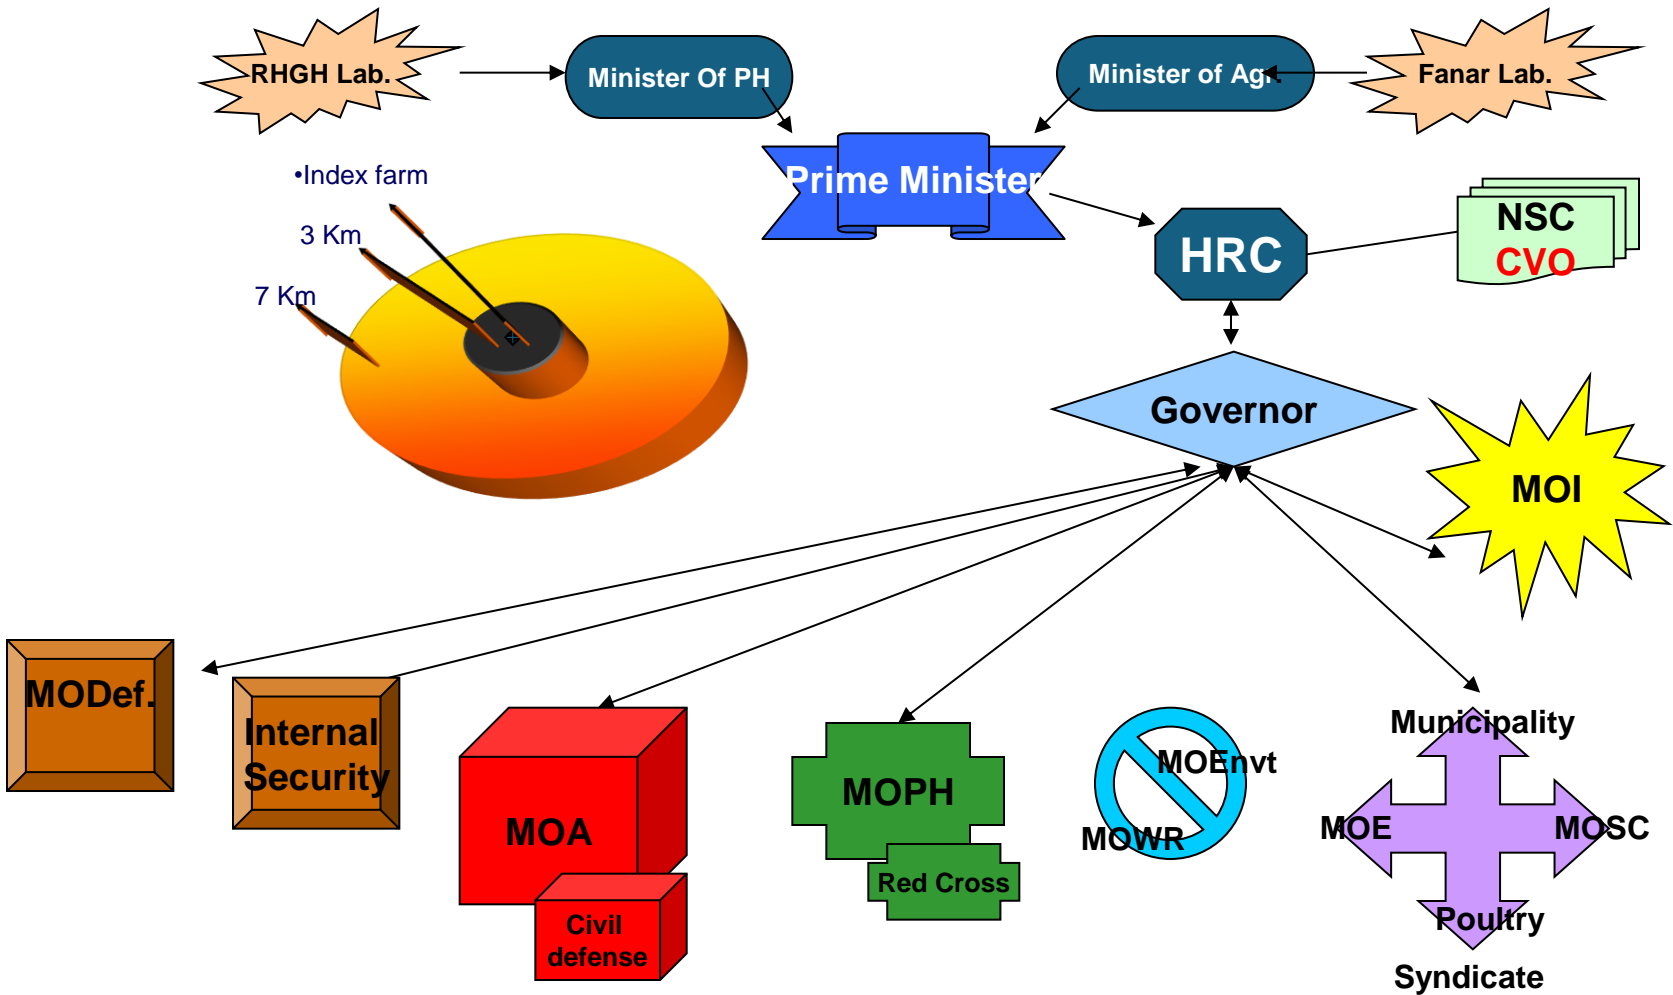 RHGH Lab.
Minister Of PH
Minister of Agr.
Fanar Lab.
Prime Minister
•Index farm
3 Km
7 Km
HRC
NSC
CVO
Governor
MOI
MODef.
Internal
Security
MOA
Civil
defense
MOPH
Red Cross
MOEnvt
MOWR
Municipality
MOE
MOSC
Poultry
Syndicate